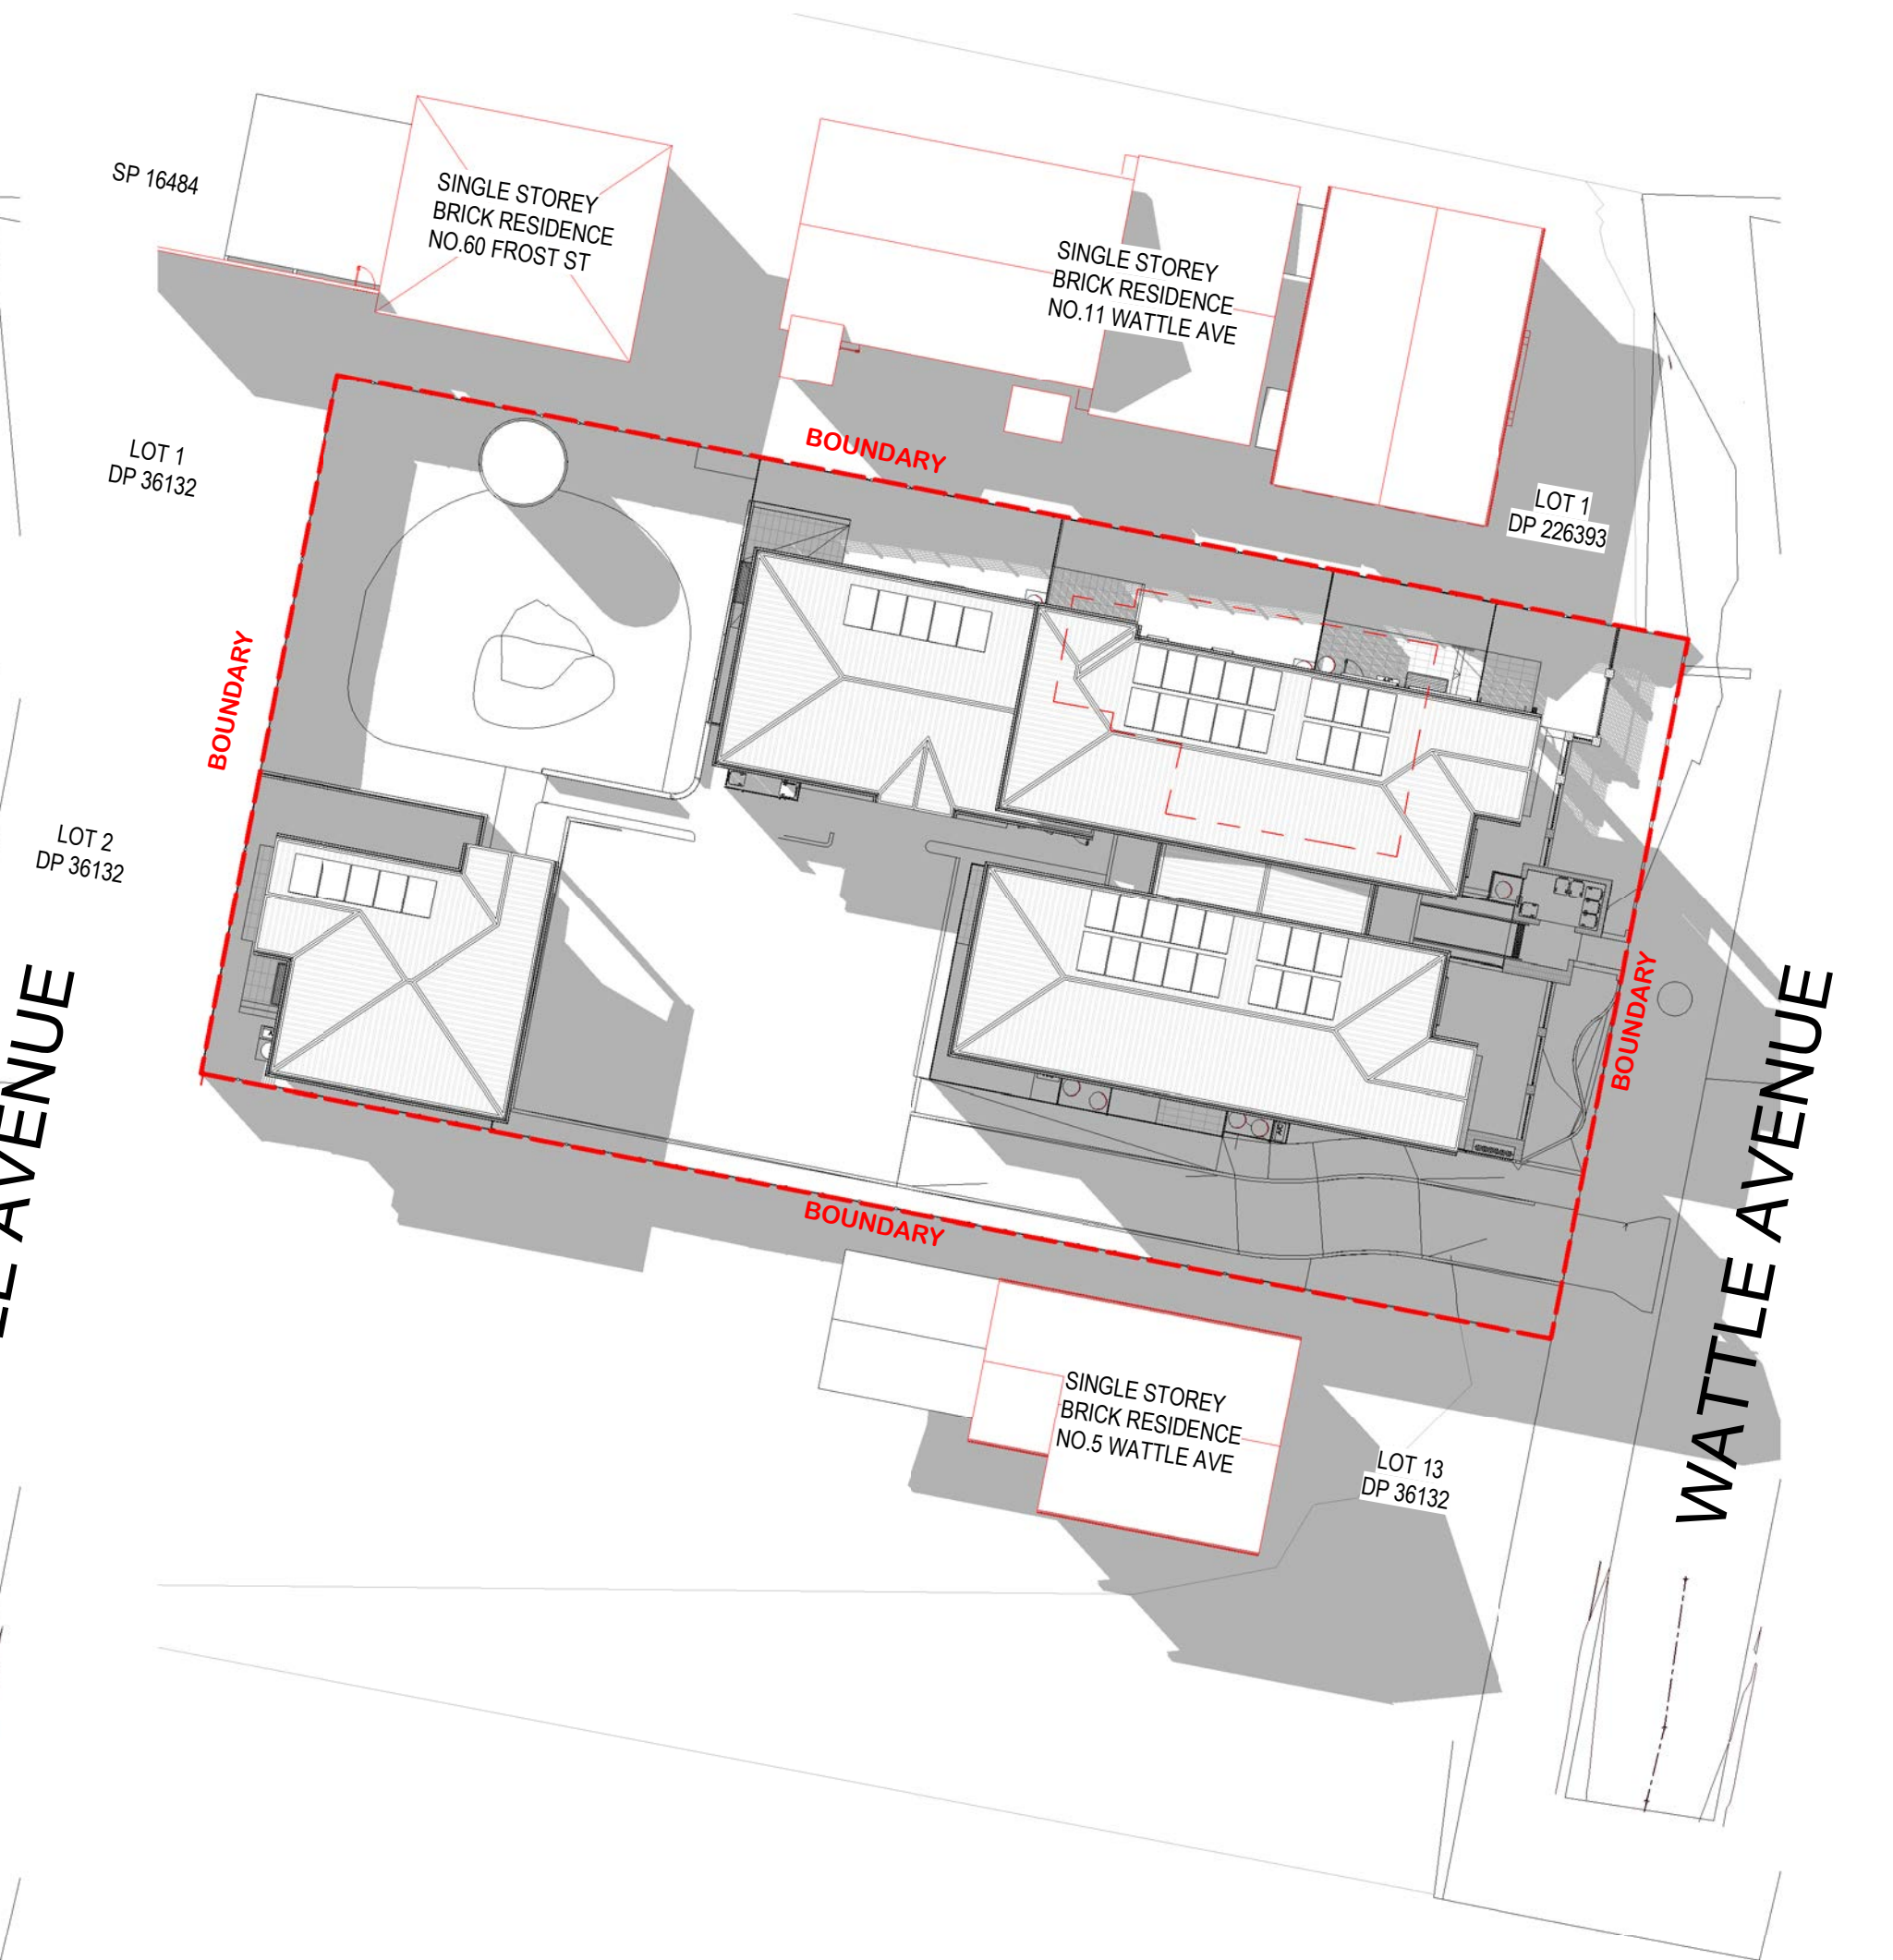 SP 16484
SINGLE STOREY
BRICK RESIDENCE
NO.60 FROST ST
SINGLE STOREY
BRICK RESIDENCE
NO.11 WATTLE AVE
LOT 1
DP 36132
BOUNDARY
LOT 1
DP 226393
BOUNDARY
LOT 2
DP 36132
BOUNDARY
AVENUE
WATTLE AVENUE
BOUNDARY
SINGLE STOREY
BRICK RESIDENCE
NO.5 WATTLE AVE
LOT 13
DP 36132